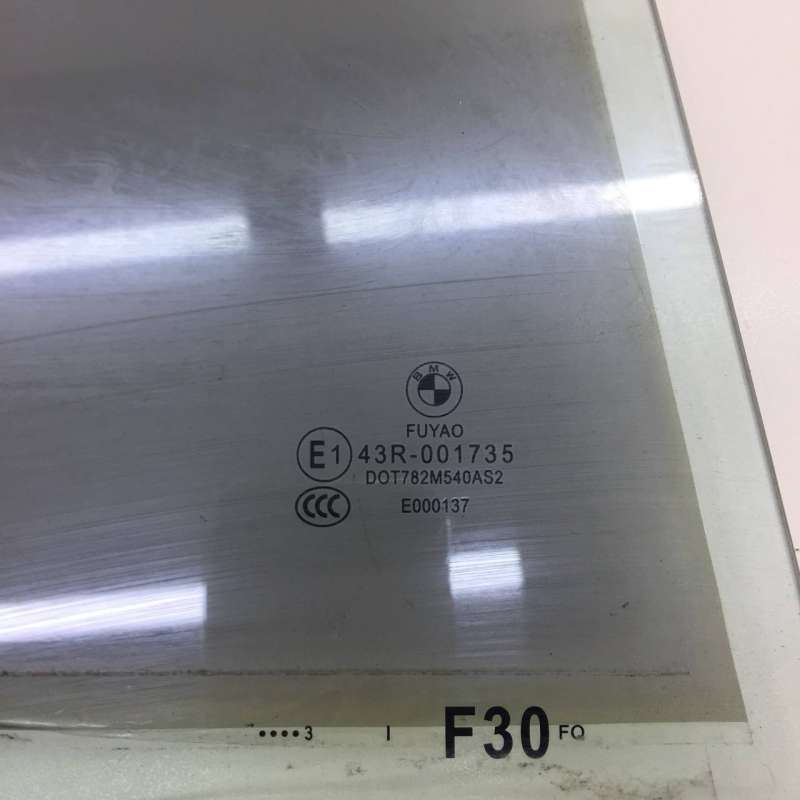 BMW
FUYAO
E1 43R-001735
DOT782M540AS2
CCC E000137
••••3 I F30 FO